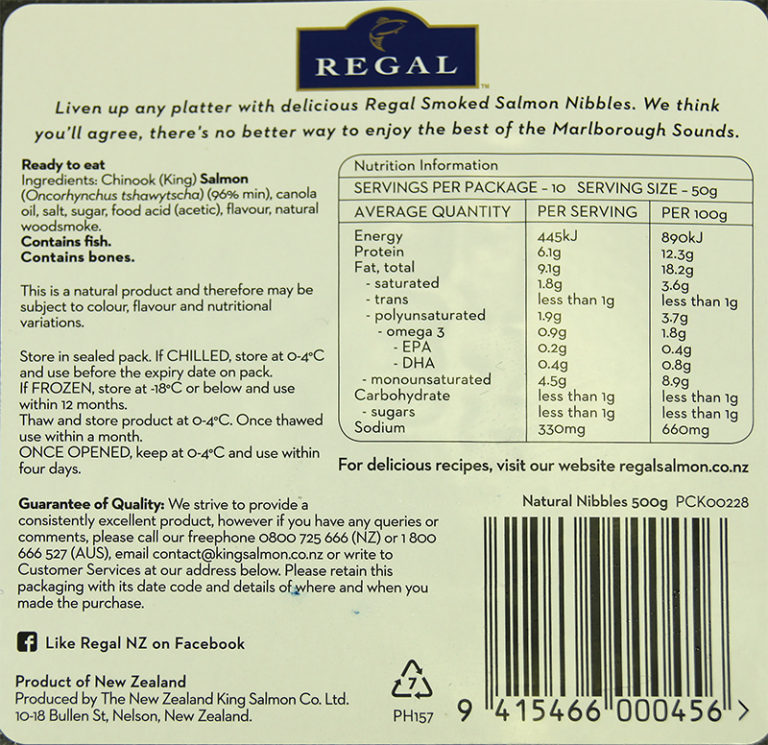 REGAL
TM
Liven up any platter with delicious Regal Smoked Salmon Nibbles. We think
you'll agree, there's no better way to enjoy the best of the Marlborough Sounds.
Ready to eat
Ingredients: Chinook (King) Salmon
(Oncorhynchus tshawytscha) (96% min), canola
oil, salt, sugar, food acid (acetic), flavour, natural
woodsmoke.
Contains fish.
Contains bones.
This is a natural product and therefore may be
subject to colour, flavour and nutritional
variations.
Store in sealed pack. If CHILLED, store at 0-4°C
and use before the expiry date on pack.
If FROZEN, store at -18°C or below and use
within 12 months.
Thaw and store product at 0-4°C. Once thawed
use within a month.
ONCE OPENED, keep at 0-4°C and use within
four days.
Nutrition Information
SERVINGS PER PACKAGE - 10 SERVING SIZE - 50g
AVERAGE QUANTITY PER SERVING PER 100g
Energy 445kJ 890kJ
Protein 6.1g 12.3g
Fat, total 9.1g 18.2g
- saturated 1.8g 3.6g
- trans less than 1g less than 1g
- polyunsaturated 1.9g 3.7g
- omega 3 0.9g 1.8g
- EPA 0.2g 0.4g
- DHA 0.4g 0.8g
- monounsaturated 4.5g 8.9g
Carbohydrate less than 1g less than 1g
- sugars less than 1g less than 1g
Sodium 330mg 660mg
For delicious recipes, visit our website regalsalmon.co.nz
Guarantee of Quality: We strive to provide a
consistently excellent product, however if you have any queries or
comments, please call our freephone 0800 725 666 (NZ) or 1 800
666 527 (AUS), email contact@kingsalmon.co.nz or write to
Customer Services at our address below. Please retain this
packaging with its date code and details of where and when you
made the purchase.
f Like Regal NZ on Facebook
Product of New Zealand
Produced by The New Zealand King Salmon Co. Ltd.
10-18 Bullen St, Nelson, New Zealand.
7
PH157
Natural Nibbles 500g PCK00228
9 415466 000456 >